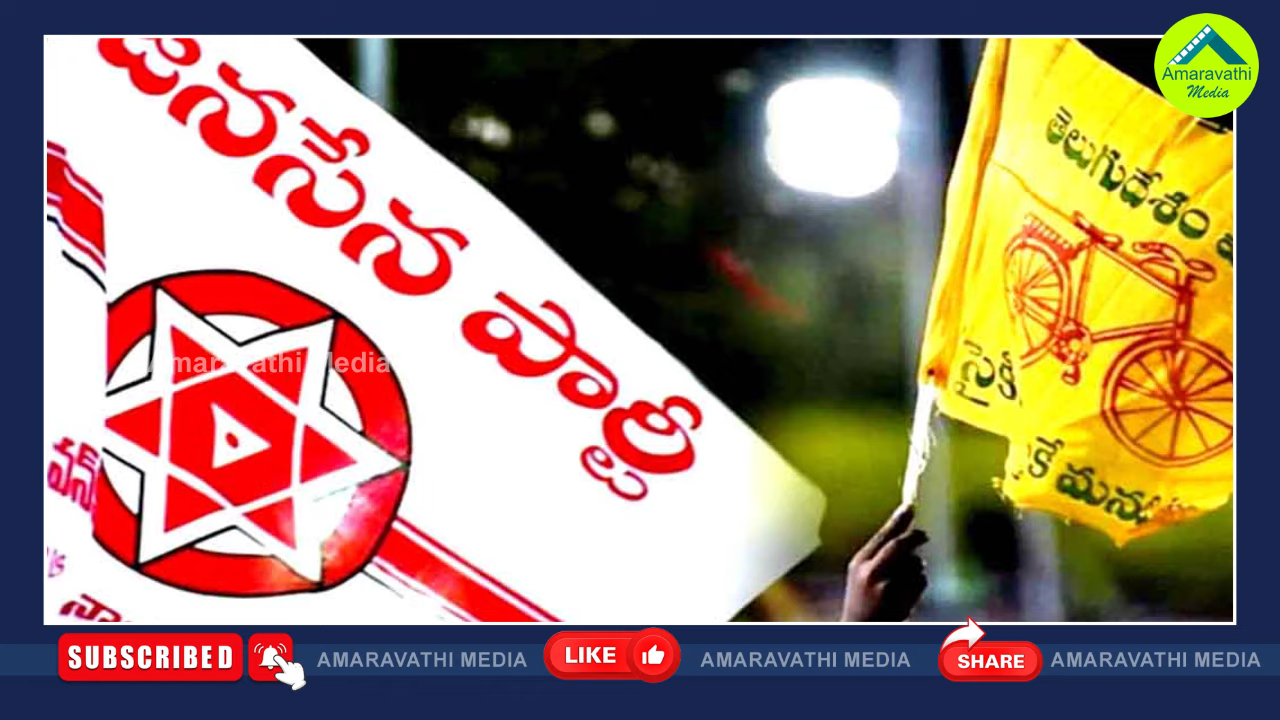 Amaravathi
Media
జనసేన పార్టీ
తెలుగుదేశం
Amaravathi Media
SUBSCRIBED
AMARAVATHI MEDIA
LIKE
AMARAVATHI MEDIA
SHARE
AMARAVATHI MEDIA